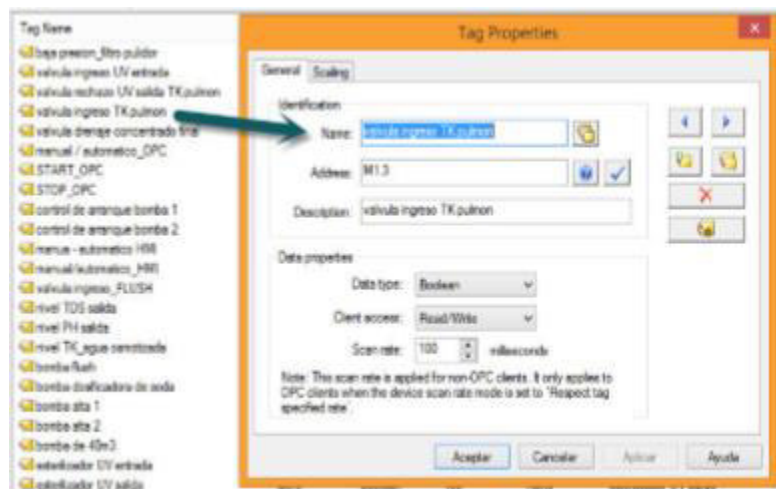 Tag Name
baja presion_filtro pulidor
valvula ingreso UV entrada
valvula rechazo UV salida TK.pulmon
valvula ingreso TK.pulmon
valvula drenaje concentrado final
manual / automatico_OPC
START_OPC
STOP_OPC
control de arranque bomba 1
control de arranque bomba 2
manua - automatico HMI
manual/automatico_HMI
valvula ingreso_FLUSH
nivel TDS salida
nivel PH salida
nivel TK_agua osmotizada
bomba flush
bomba dosificadora de soda
bomba alta 1
bomba alta 2
bomba de 40m3
esterilizador UV entrada
esterilizador UV salida
Tag Properties
General Scaling
Identification
Name: valvula ingreso TK.pulmon
Address: M1.3
Description: valvula ingreso TK.pulmon
Data properties
Data type: Boolean
Client access: Read/Write
Scan rate: 100 milliseconds
Note: This scan rate is applied for non-OPC clients. It only applies to
OPC clients when the device scan rate mode is set to "Respect tag
specified rate".
Aceptar Cancelar Aplicar Ayuda